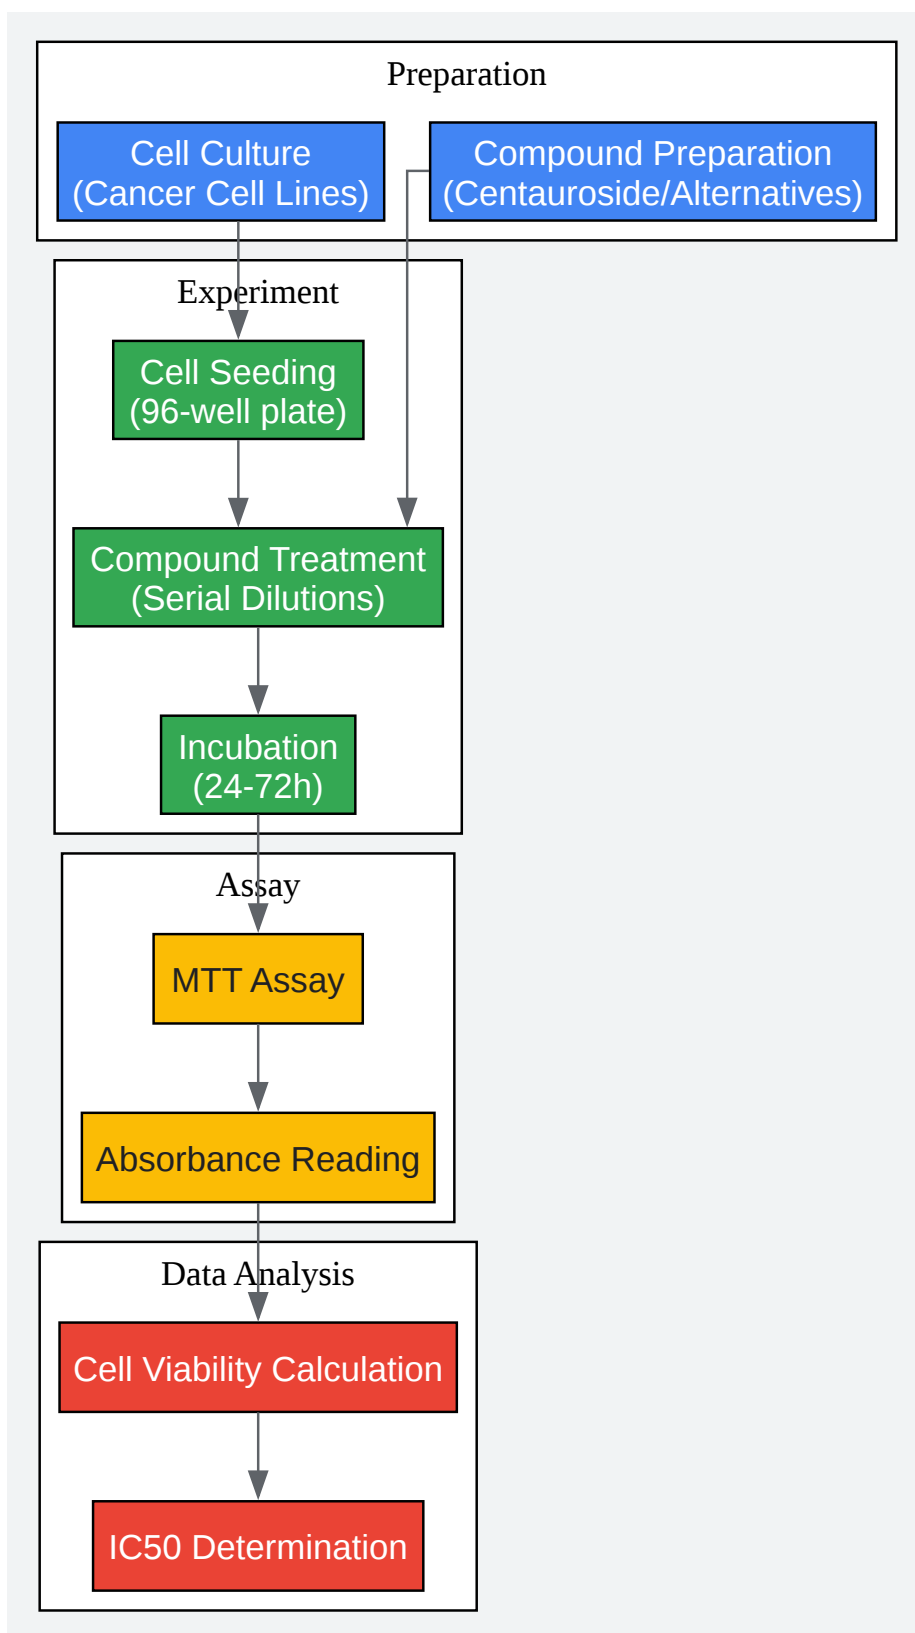 Preparation
Cell Culture
(Cancer Cell Lines)
Compound Preparation
(Centauroside/Alternatives)
Experiment
Cell Seeding
(96-well plate)
Compound Treatment
(Serial Dilutions)
Incubation
(24-72h)
Assay
MTT Assay
Absorbance Reading
Data Analysis
Cell Viability Calculation
IC50 Determination